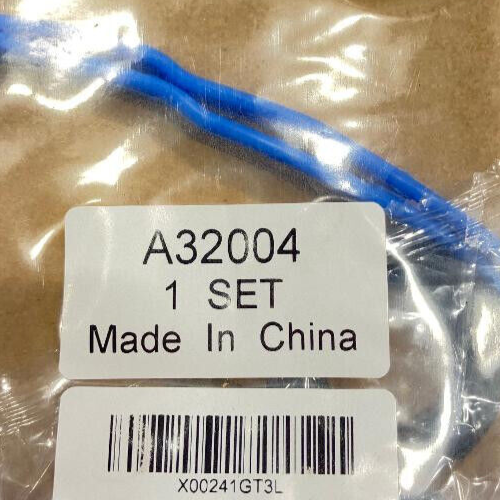 A32004
1 SET
Made In China
X00241GT3L